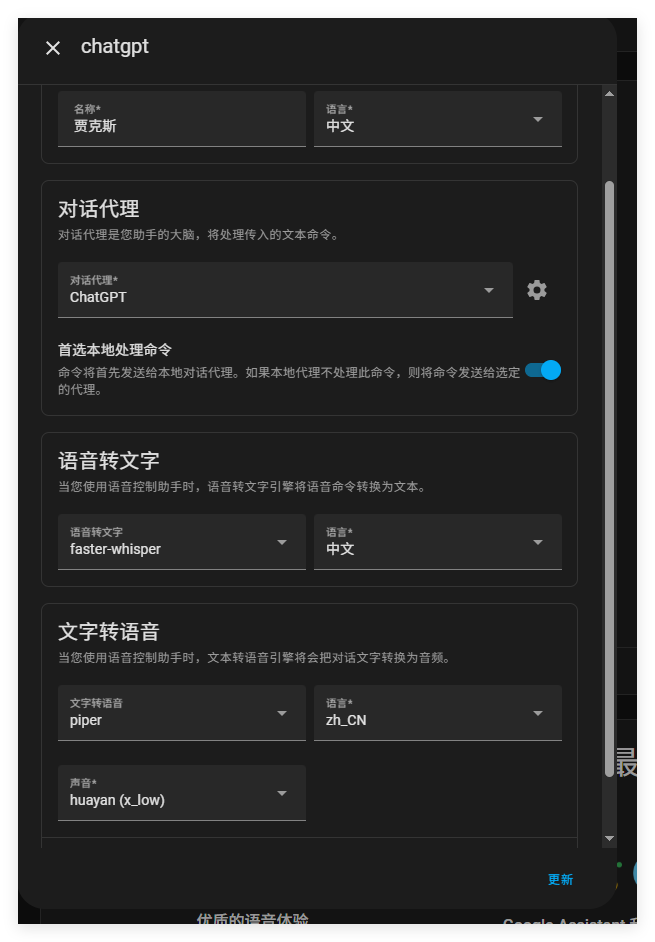 chatgpt
名称*
贾克斯
语言*
中文
对话代理
对话代理是您助手的大脑，将处理传入的文本命令。
对话代理*
ChatGPT
首选本地处理命令
命令将首先发送给本地对话代理。如果本地代理不处理此命令，则将命令发送给选定
的代理。
语音转文字
当您使用语音控制助手时，语音转文字引擎将语音命令转换为文本。
语音转文字
faster-whisper
语言*
中文
文字转语音
当您使用语音控制助手时，文本转语音引擎将会把对话文字转换为音频。
文字转语音
piper
语言*
zh_CN
声音*
huayan (x_low)
最
更新
优质的语音体验
Google Assistant 和